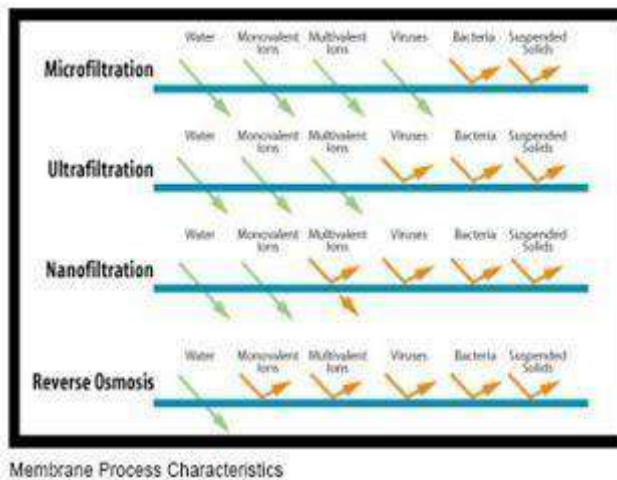 Water Monovalent Ions Multivalent Ions Viruses Bacteria Suspended Solids
Microfiltration
Water Monovalent Ions Multivalent Ions Viruses Bacteria Suspended Solids
Ultrafiltration
Water Monovalent Ions Multivalent Ions Viruses Bacteria Suspended Solids
Nanofiltration
Water Monovalent Ions Multivalent Ions Viruses Bacteria Suspended Solids
Reverse Osmosis
Membrane Process Characteristics